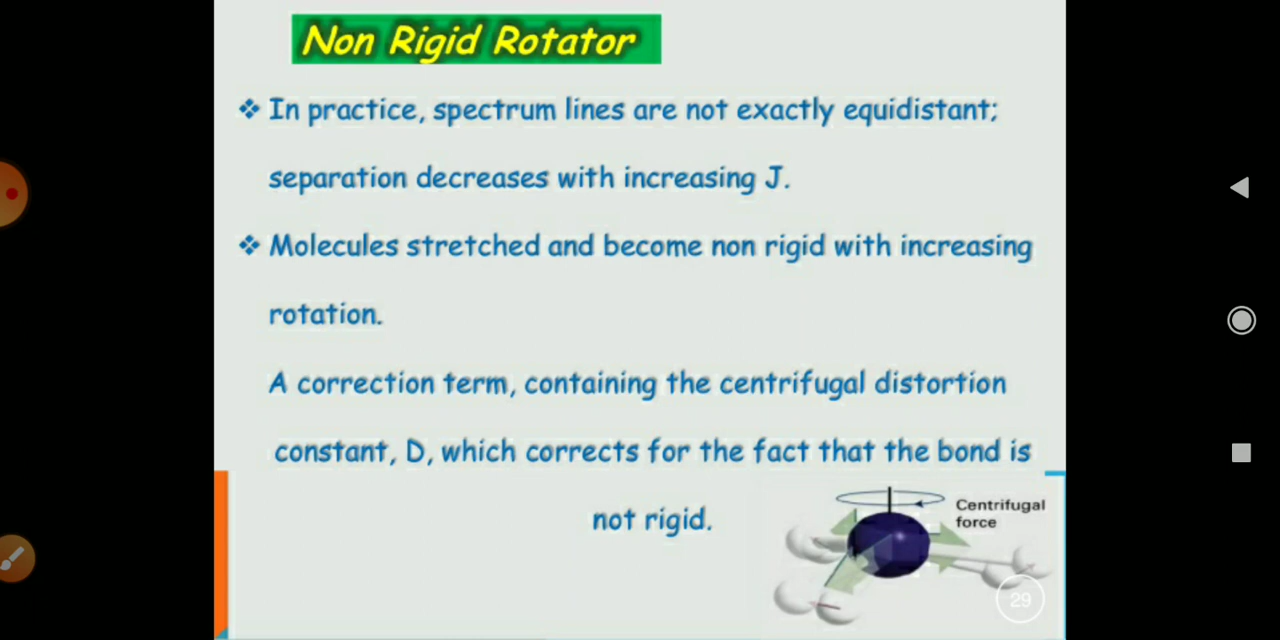 Non Rigid Rotator
❖ In practice, spectrum lines are not exactly equidistant;
separation decreases with increasing J.
❖ Molecules stretched and become non rigid with increasing
rotation.
A correction term, containing the centrifugal distortion
constant, D, which corrects for the fact that the bond is
not rigid.
Centrifugal
force
29